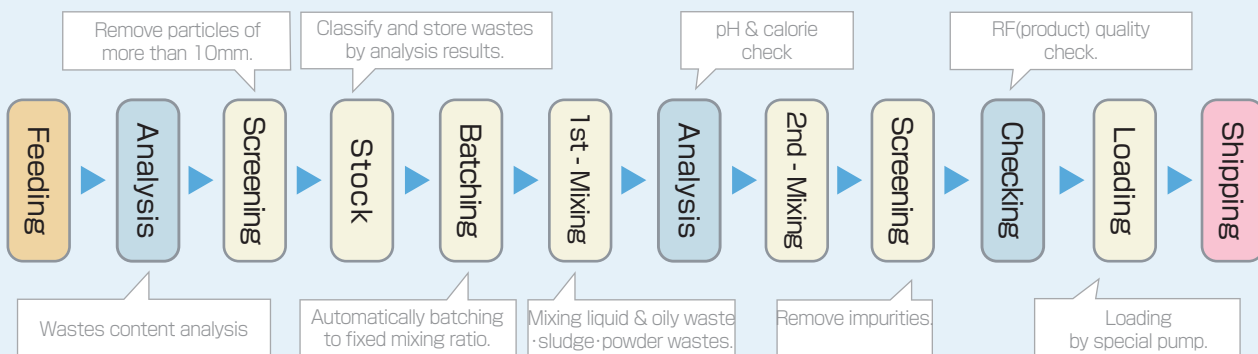 Remove particles of
more than 10mm.
Classify and store wastes
by analysis results.
pH & calorie
check
RF(product) quality
check.
Feeding
Analysis
Screening
Stock
Batching
1st - Mixing
Analysis
2nd - Mixing
Screening
Checking
Loading
Shipping
Wastes content analysis
Automatically batching
to fixed mixing ratio.
Mixing liquid & oily waste
・sludge・powder wastes.
Remove impurities.
Loading
by special pump.